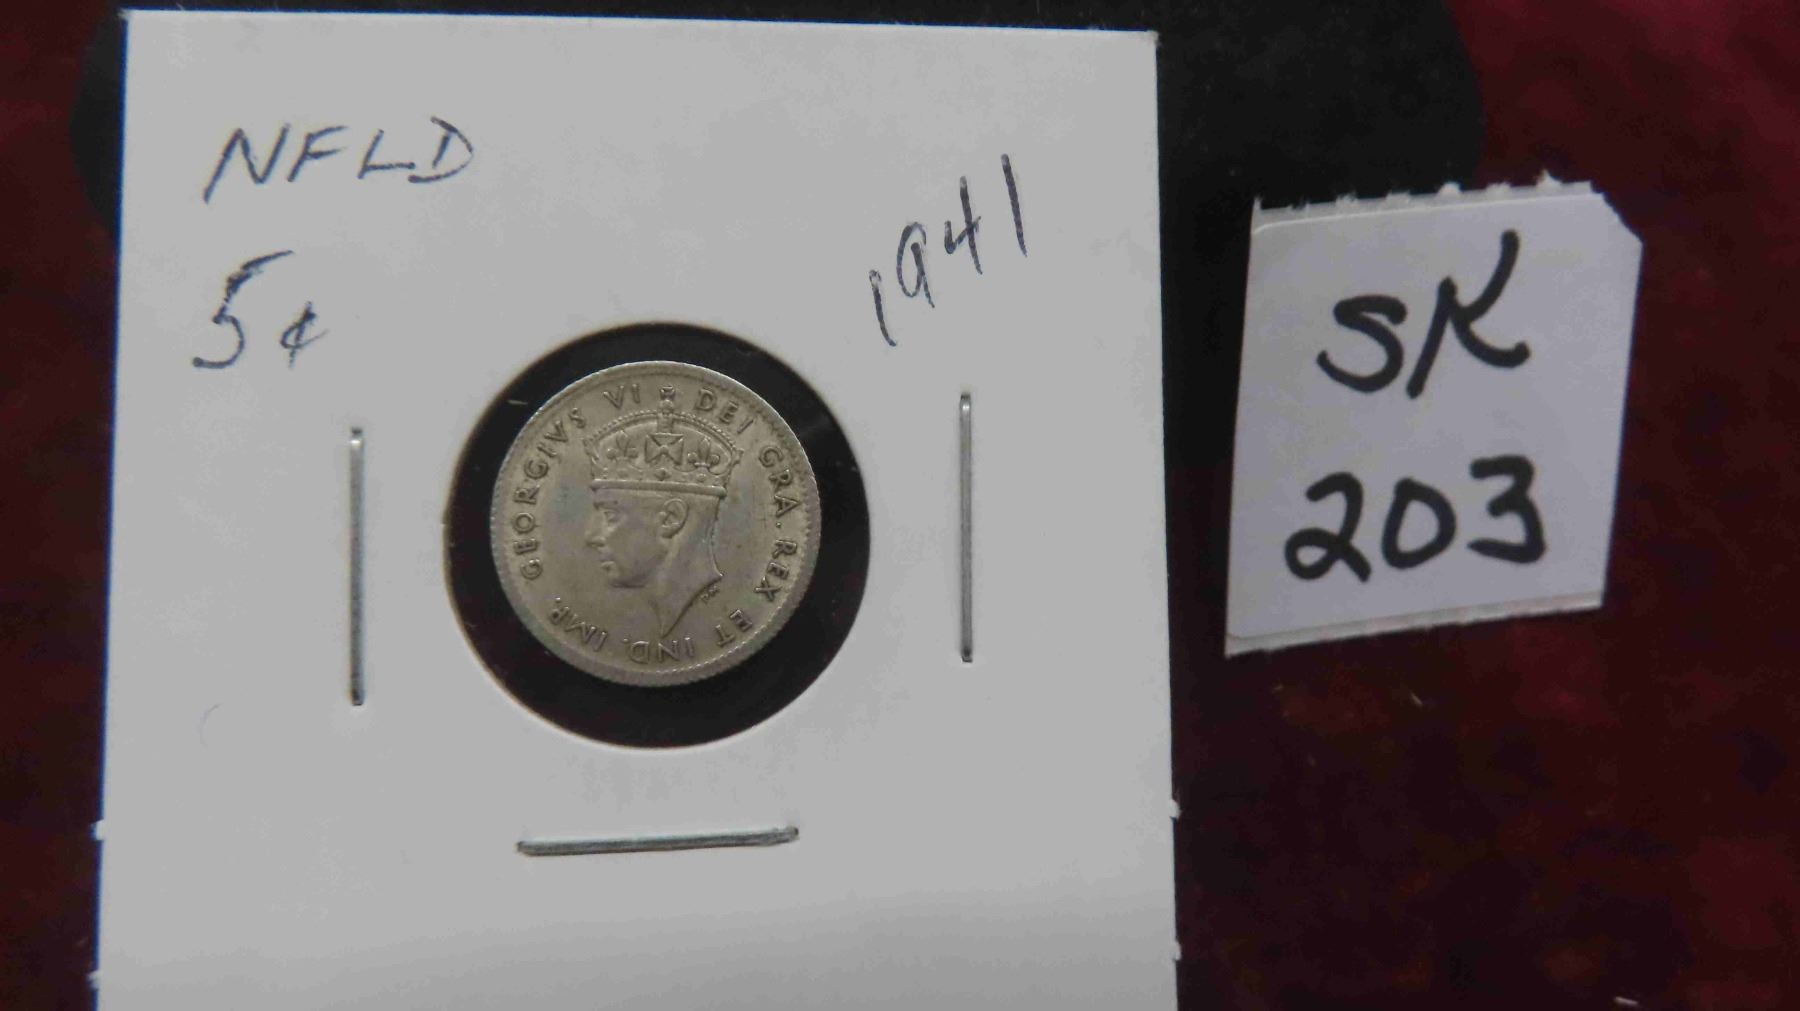 NFLD
5¢
1941
GEORGIVS VI DEI GRA. REX ET IND. IMP.
SK
203